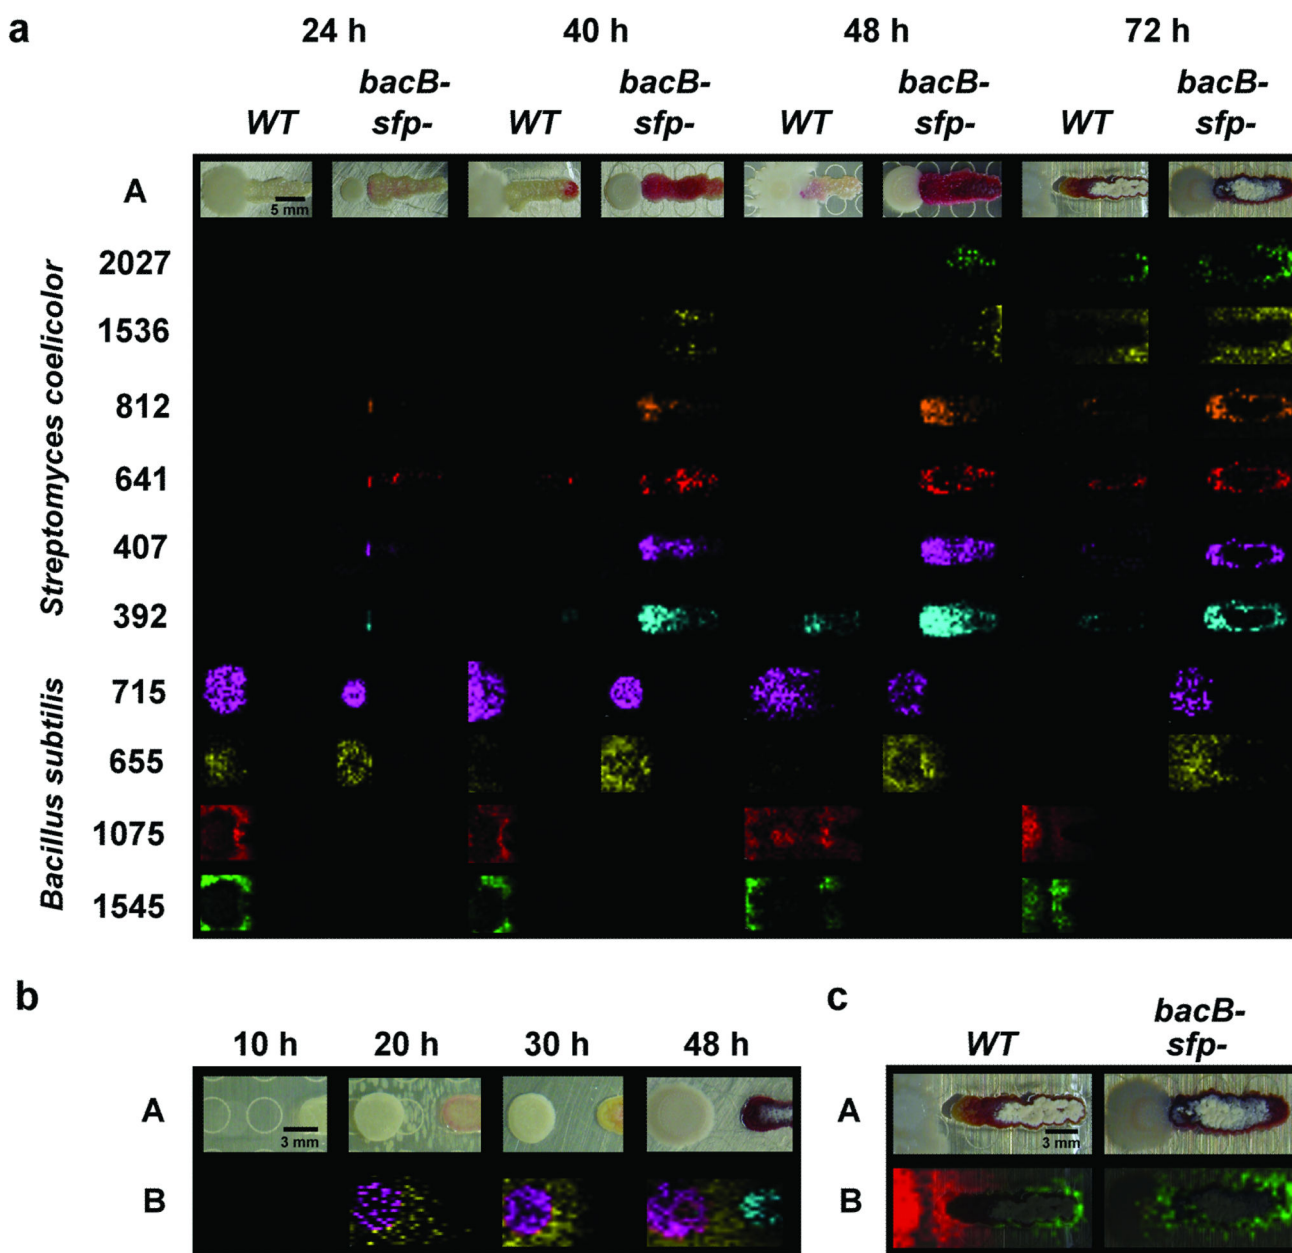 a
24 h 40 h 48 h 72 h
bacB- bacB- bacB- bacB-
WT sfp- WT sfp- WT sfp- WT sfp-
A
5 mm
Streptomyces coelicolor
2027
1536
812
641
407
392
Bacillus subtilis
715
655
1075
1545
b
10 h 20 h 30 h 48 h
A
3 mm
B
c
bacB-
WT sfp-
A
3 mm
B